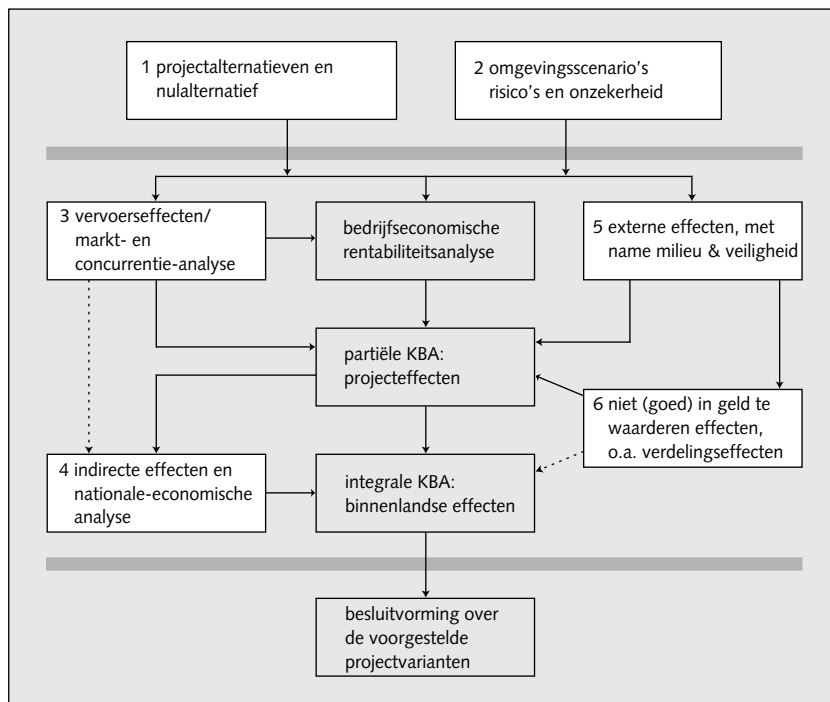 1 projectalternatieven en
nulalternatief
2 omgevingsscenario's
risico's en onzekerheid
3 vervoerseffecten/
markt- en
concurrentie-analyse
bedrijfseconomische
rentabiliteitsanalyse
5 externe effecten, met
name milieu & veiligheid
partiële KBA:
projecteffecten
6 niet (goed) in geld te
waarderen effecten,
o.a. verdelingseffecten
4 indirecte effecten en
nationale-economische
analyse
integrale KBA:
binnenlandse effecten
besluitvorming over
de voorgestelde
projectvarianten